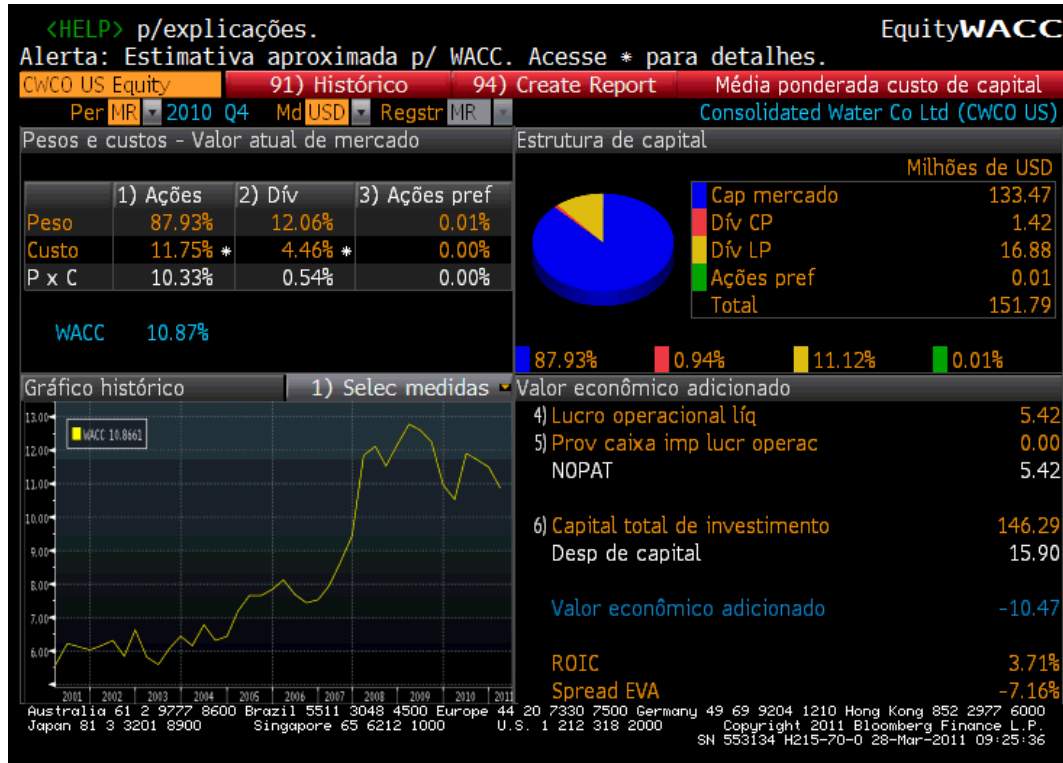 <HELP> p/explicações. EquityWACC
Alerta: Estimativa aproximada p/ WACC. Acesse * para detalhes.
CWCO US Equity 91) Histórico 94) Create Report Média ponderada custo de capital
Per MR 2010 Q4 Md USD Regstr MR Consolidated Water Co Ltd (CWCO US)
Pesos e custos - Valor atual de mercado
1) Ações 2) Dív 3) Ações pref
Peso 87.93% 12.06% 0.01%
Custo 11.75% * 4.46% * 0.00%
P x C 10.33% 0.54% 0.00%
WACC 10.87%
Estrutura de capital
Milhões de USD
Cap mercado 133.47
Dív CP 1.42
Dív LP 16.88
Ações pref 0.01
Total 151.79
87.93% 0.94% 11.12% 0.01%
Gráfico histórico 1) Selec medidas
WACC 10.8661
13.00
12.00
11.00
10.00
9.00
8.00
7.00
6.00
2001 2002 2003 2004 2005 2006 2007 2008 2009 2010 2011
Valor econômico adicionado
4) Lucro operacional líq 5.42
5) Prov caixa imp lucr operac 0.00
NOPAT 5.42
6) Capital total de investimento 146.29
Desp de capital 15.90
Valor econômico adicionado -10.47
ROIC 3.71%
Spread EVA -7.16%
Australia 61 2 9777 8600 Brazil 5511 3048 4500 Europe 44 20 7330 7500 Germany 49 69 9204 1210 Hong Kong 852 2977 6000
Japan 81 3 3201 8900 Singapore 65 6212 1000 U.S. 1 212 318 2000 Copyright 2011 Bloomberg Finance L.P.
SN 553134 H215-70-0 28-Mar-2011 09:25:36